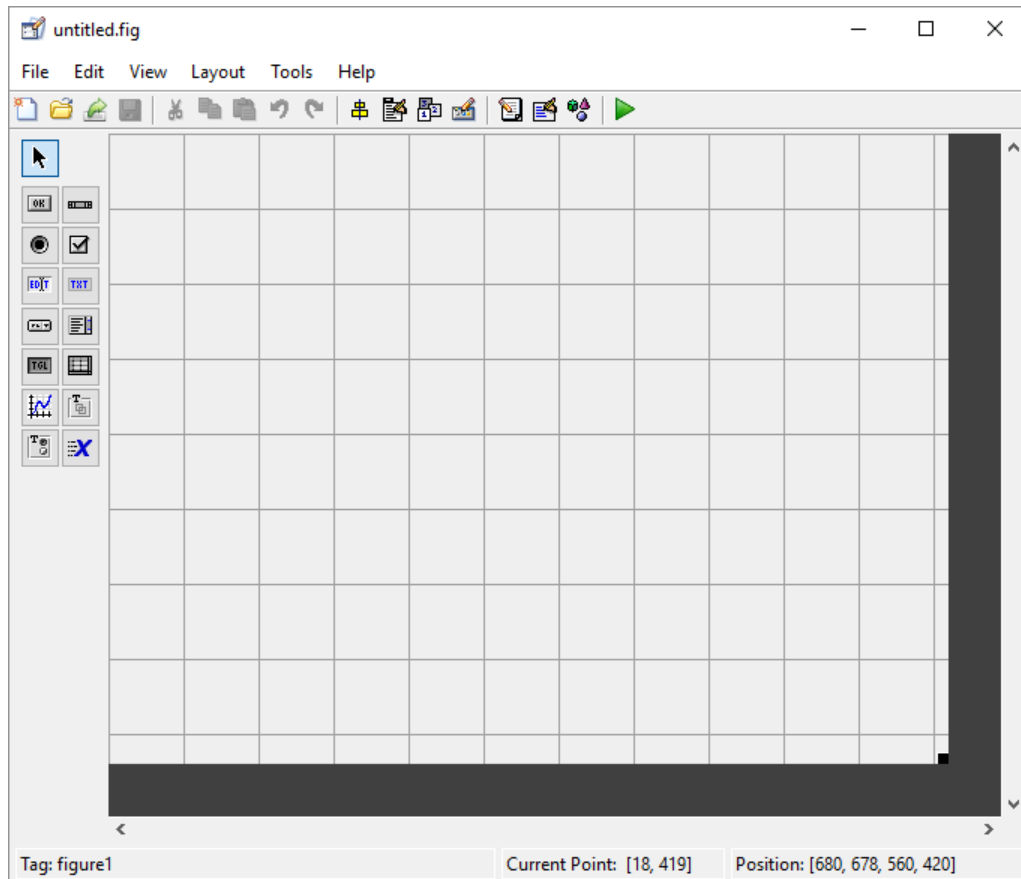 untitled.fig
File Edit View Layout Tools Help
OK
EDIT TXT
TGL
T
T X
Tag: figure1 Current Point: [18, 419] Position: [680, 678, 560, 420]